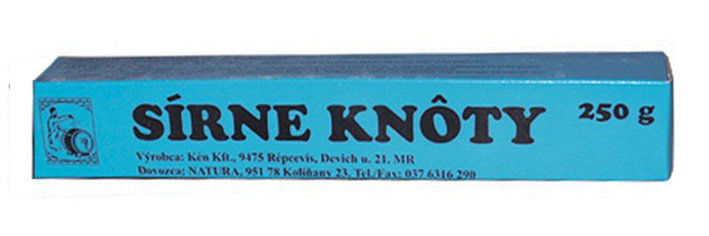 SÍRNE KNÔTY 250 g
Výrobca: Kén Kft., 9475 Répcevis, Devich u. 21. MR
Dovozca: NATURA, 951 78 Kolíňany 23, Tel./Fax: 037 6316 290